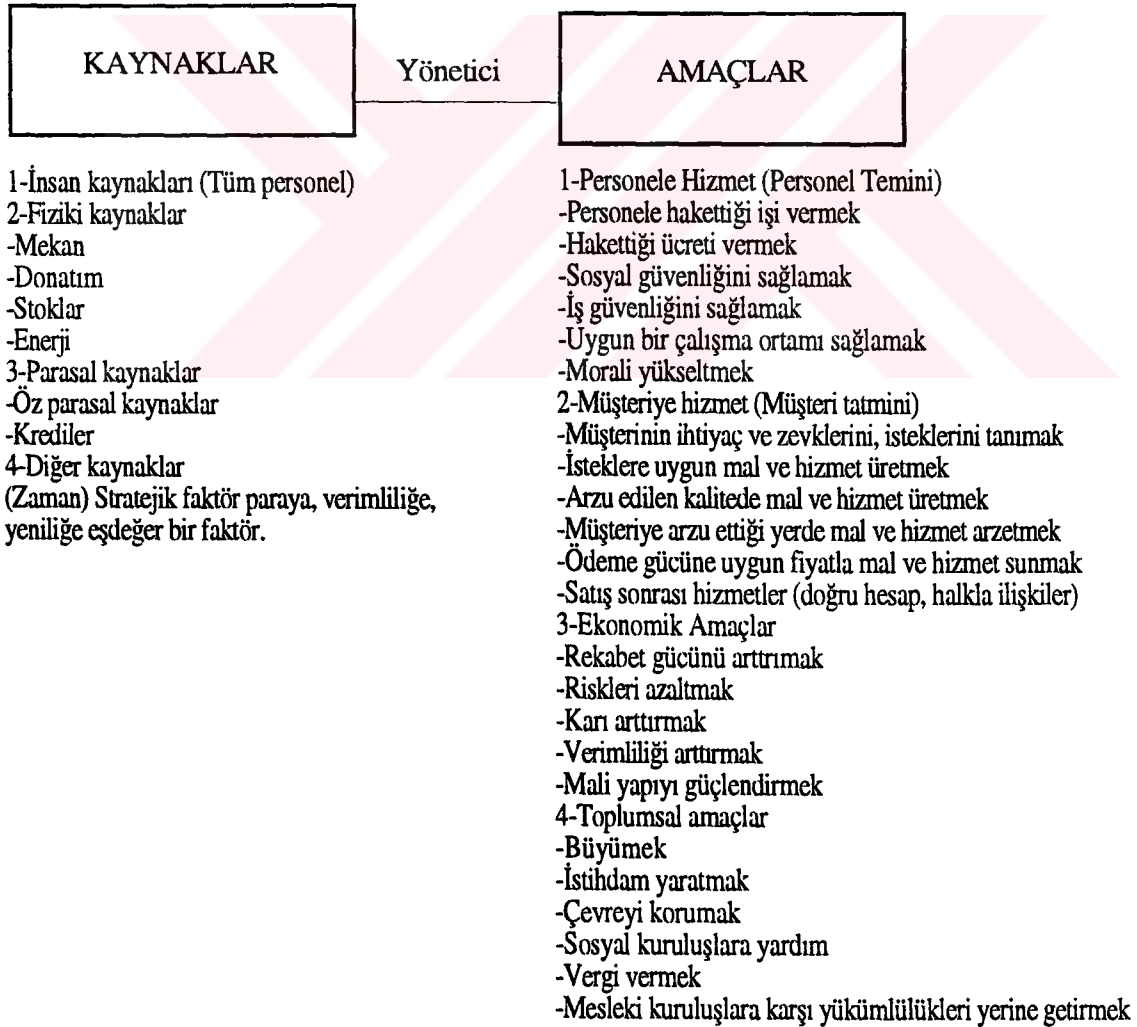 KAYNAKLAR
Yönetici
AMAÇLAR
1-İnsan kaynakları (Tüm personel)
2-Fiziki kaynaklar
-Mekan
-Donatım
-Stoklar
-Enerji
3-Parasal kaynaklar
-Öz parasal kaynaklar
-Krediler
4-Diğer kaynaklar
(Zaman) Stratejik faktör paraya, verimliliğe,
yeniliğe eşdeğer bir faktör.
1-Personele Hizmet (Personel Temini)
-Personele hakettiği işi vermek
-Hakettiği ücreti vermek
-Sosyal güvenliğini sağlamak
-İş güvenliğini sağlamak
-Uygun bir çalışma ortamı sağlamak
-Morali yükseltmek
2-Müşteriye hizmet (Müşteri tatmini)
-Müşterinin ihtiyaç ve zevklerini, isteklerini tanımak
-İsteklere uygun mal ve hizmet üretmek
-Arzu edilen kalitede mal ve hizmet üretmek
-Müşteriye arzu ettiği yerde mal ve hizmet arzetmek
-Ödeme gücüne uygun fiyatla mal ve hizmet sunmak
-Satış sonrası hizmetler (doğru hesap, halkla ilişkiler)
3-Ekonomik Amaçlar
-Rekabet gücünü arttrımak
-Riskleri azaltmak
-Karı arttırmak
-Verimliliği arttırmak
-Mali yapıyı güçlendirmek
4-Toplumsal amaçlar
-Büyümek
-İstihdam yaratmak
-Çevreyi korumak
-Sosyal kuruluşlara yardım
-Vergi vermek
-Mesleki kuruluşlara karşı yükümlülükleri yerine getirmek